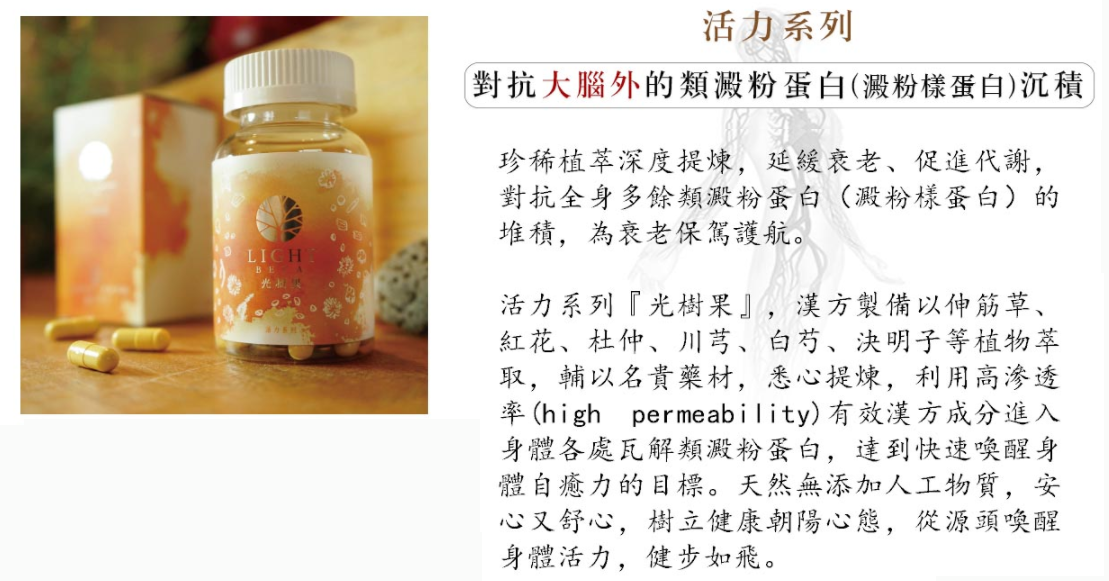 活力系列
對抗大腦外的類澱粉蛋白(澱粉樣蛋白)沉積
珍稀植萃深度提煉，延緩衰老、促進代謝，
對抗全身多餘類澱粉蛋白（澱粉樣蛋白）的
堆積，為衰老保駕護航。
活力系列『光樹果』，漢方製備以伸筋草、
紅花、杜仲、川芎、白芍、決明子等植物萃
取，輔以名貴藥材，悉心提煉，利用高滲透
率(high permeability)有效漢方成分進入
身體各處瓦解類澱粉蛋白，達到快速喚醒身
體自癒力的目標。天然無添加人工物質，安
心又舒心，樹立健康朝陽心態，從源頭喚醒
身體活力，健步如飛。
LIGHT
光樹果
活力系列